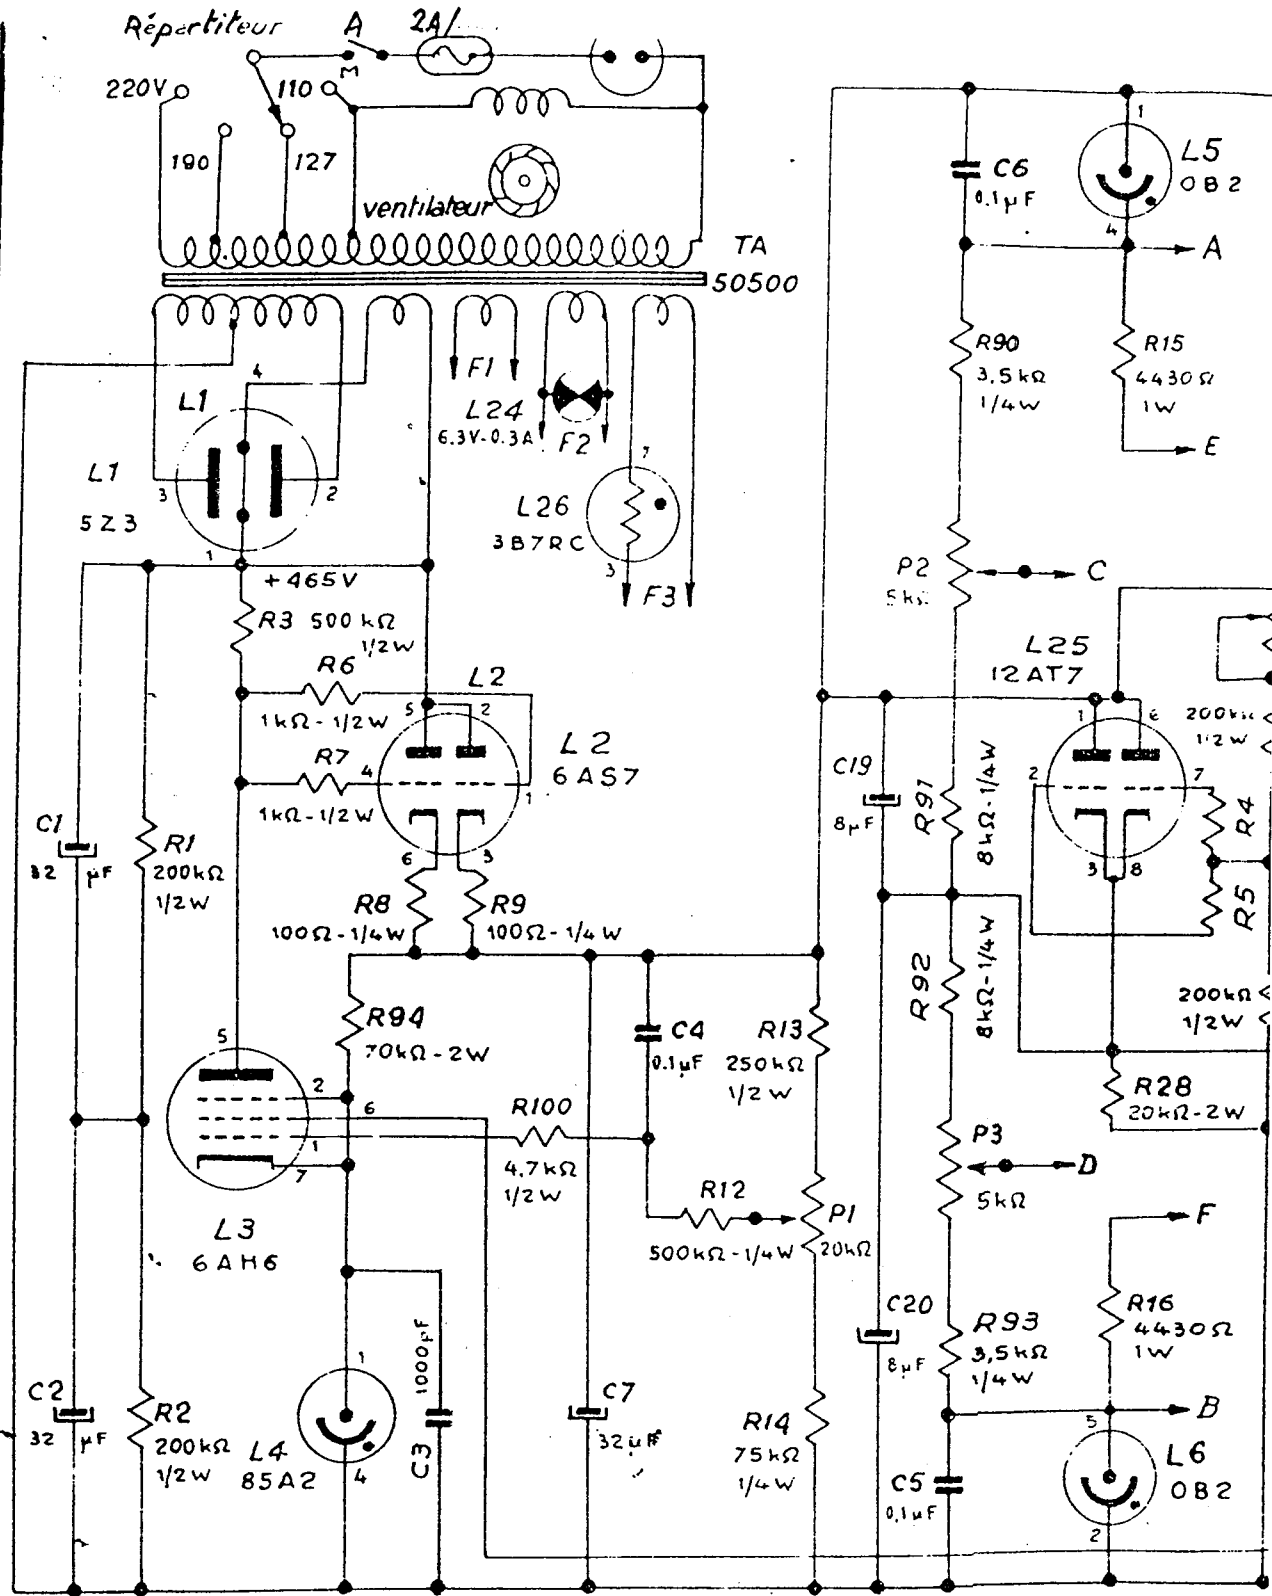 Répartiteur
A
2A
M
220V
110
190
127
ventilateur
TA
50500
4
L1
L1
5Z3
3
2
1
+465V
F1
L24
6.3V-0.3A
F2
L26
3B7RC
7
3
F3
R3 500kΩ
1/2W
R6
1kΩ-1/2W
R7
1kΩ-1/2W
L2
5
2
4
1
L2
6AS7
6
3
R8
100Ω-1/4W
R9
100Ω-1/4W
C1
32 µF
R1
200kΩ
1/2W
R94
70kΩ-2W
5
2
6
1
7
L3
6AH6
R100
4.7kΩ
1/2W
C4
0.1µF
R13
250kΩ
1/2W
R12
500kΩ-1/4W
P1
20kΩ
C2
32 µF
R2
200kΩ
1/2W
1
L4
85A2
4
1000pF
C3
C7
32µF
R14
75kΩ
1/4W
C6
0.1µF
1
L5
OB2
4
A
R90
3,5kΩ
1/4W
R15
4430Ω
1W
E
P2
5kΩ
C
L25
12AT7
1
6
2
7
3
8
200kΩ
1/2W
C19
8µF
R91
8kΩ-1/4W
R4
R5
R92
8kΩ-1/4W
200kΩ
1/2W
R28
20kΩ-2W
P3
5kΩ
D
F
C20
8µF
R93
3,5kΩ
1/4W
R16
4430Ω
1W
B
5
L6
OB2
2
C5
0,1µF